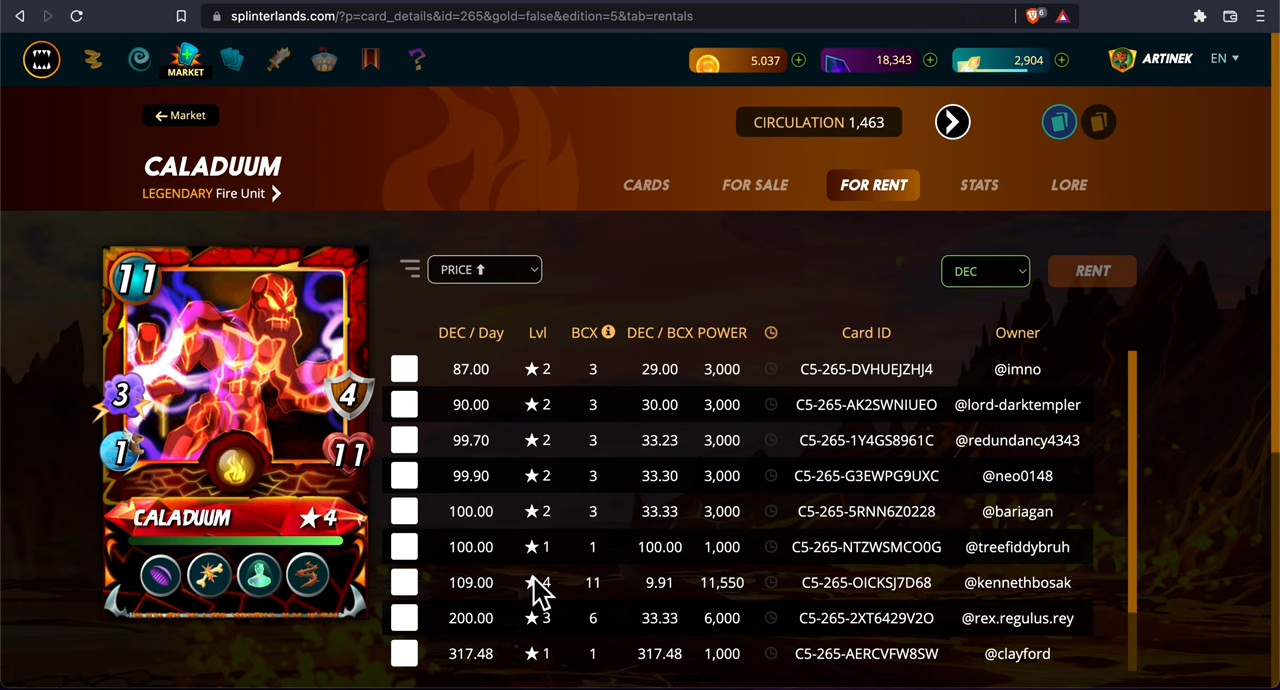 splinterlands.com/?p=card_details&id=265&gold=false&edition=5&tab=rentals
6
MARKET
5.037
18,343
2,904
ARTINEK
EN
Market
CIRCULATION 1,463
CALADUUM
LEGENDARY Fire Unit
CARDS
FOR SALE
FOR RENT
STATS
LORE
PRICE
DEC
RENT
11
3
4
1
11
CALADUUM
4
DEC / Day Lvl BCX DEC / BCX POWER Card ID Owner
87.00 2 3 29.00 3,000 C5-265-DVHUEJZHJ4 @imno
90.00 2 3 30.00 3,000 C5-265-AK2SWNIUEO @lord-darktempler
99.70 2 3 33.23 3,000 C5-265-1Y4GS8961C @redundancy4343
99.90 2 3 33.30 3,000 C5-265-G3EWPG9UXC @neo0148
100.00 2 3 33.33 3,000 C5-265-5RNN6Z0228 @bariagan
100.00 1 1 100.00 1,000 C5-265-NTZWSMCO0G @treefiddybruh
109.00 4 11 9.91 11,550 C5-265-OICKSJ7D68 @kennethbosak
200.00 3 6 33.33 6,000 C5-265-2XT6429V2O @rex.regulus.rey
317.48 1 1 317.48 1,000 C5-265-AERCVFW8SW @clayford